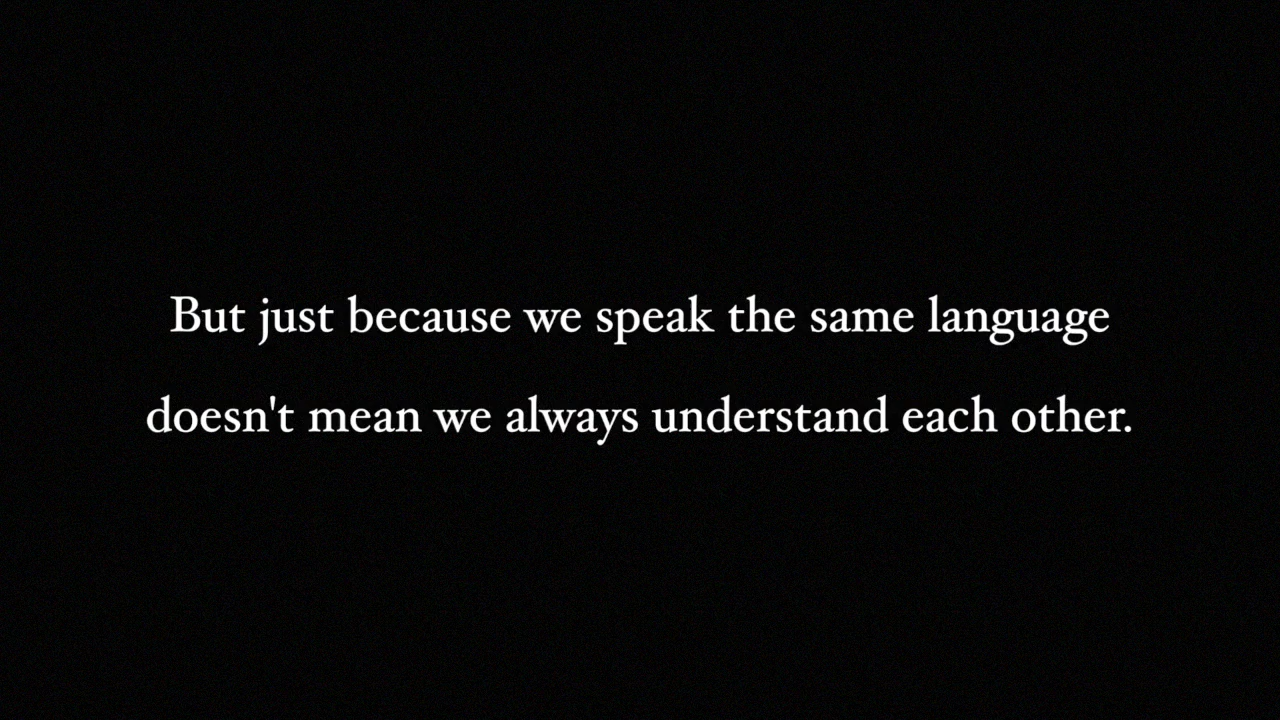 But just because we speak the same language
doesn't mean we always understand each other.